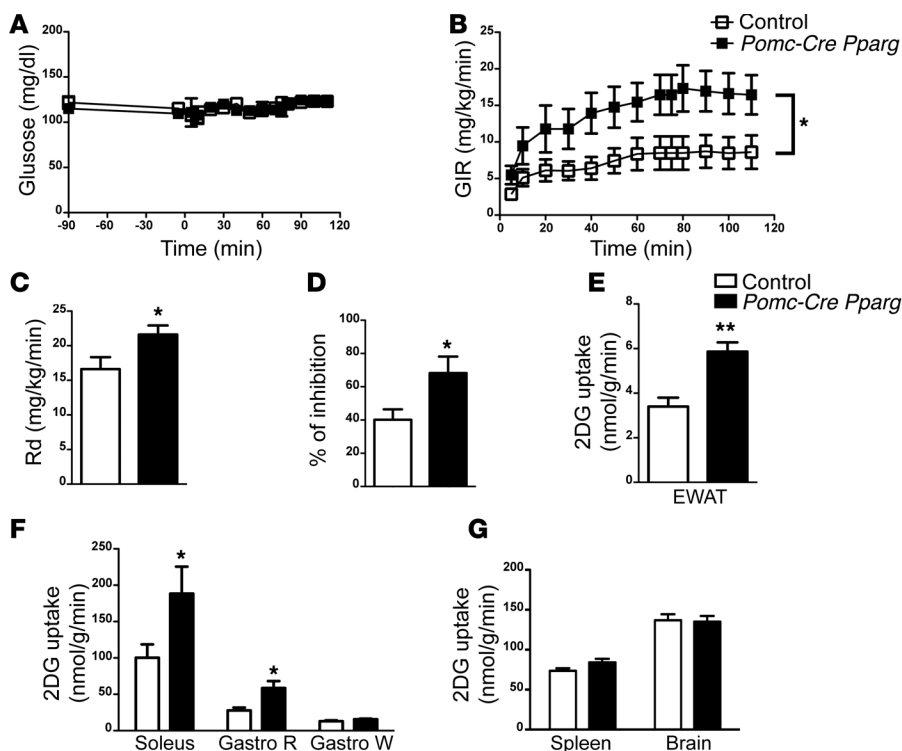 A
Glusose (mg/dl)
200
150
100
50
0
-90
-60
-30
0
30
60
90
120
Time (min)
B
Control
Pomc-Cre Pparg
GIR (mg/kg/min)
25
20
15
10
5
0
0
20
40
60
80
100
120
Time (min)
*
C
Rd (mg/kg/min)
25
20
15
10
5
0
*
D
% of inhibition
100
80
60
40
20
0
*
Control
Pomc-Cre Pparg
E
2DG uptake
(nmol/g/min)
8
6
4
2
0
**
EWAT
F
2DG uptake
(nmol/g/min)
250
200
150
100
50
0
*
*
Soleus
Gastro R
Gastro W
G
2DG uptake
(nmol/g/min)
200
150
100
50
0
Spleen
Brain